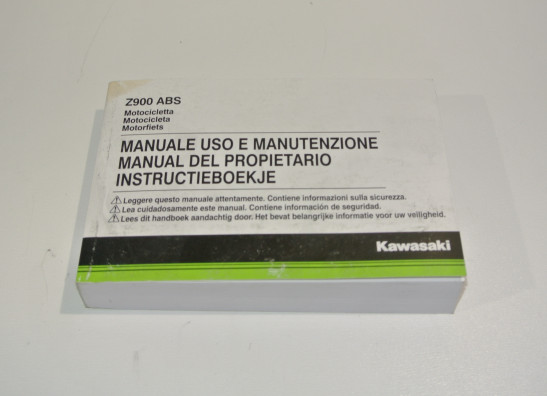 Z900 ABS
Motocicletta
Motocicleta
Motorfiets
MANUALE USO E MANUTENZIONE
MANUAL DEL PROPIETARIO
INSTRUCTIEBOEKJE
Leggere questo manuale attentamente. Contiene informazioni sulla sicurezza.
Lea cuidadosamente este manual. Contiene información de seguridad.
Lees dit handboek aandachtig door. Het bevat belangrijke informatie voor uw veiligheid.
Kawasaki